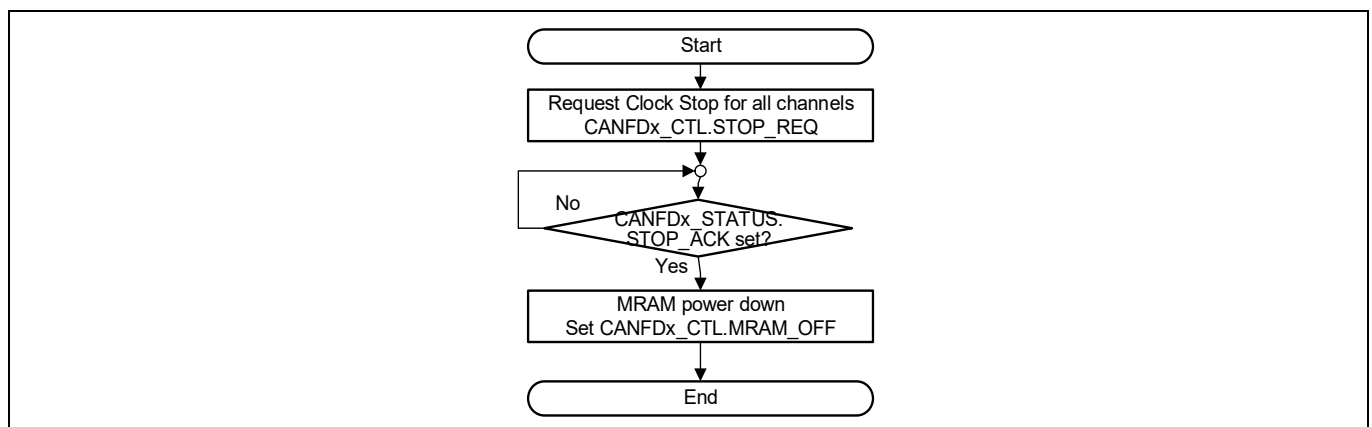 Start
Request Clock Stop for all channels
CANFDx_CTL.STOP_REQ
No
CANFDx_STATUS.
STOP_ACK set?
Yes
MRAM power down
Set CANFDx_CTL.MRAM_OFF
End